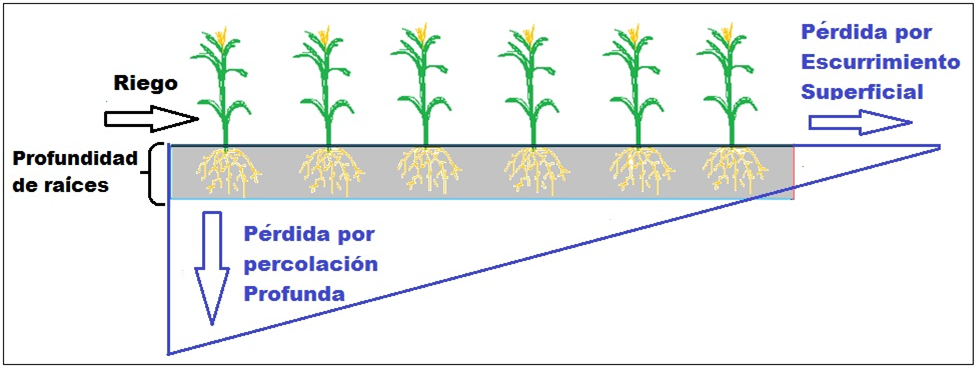 Riego
Pérdida por
Escurrimiento
Superficial
Profundidad
de raíces
Pérdida por
percolación
Profunda